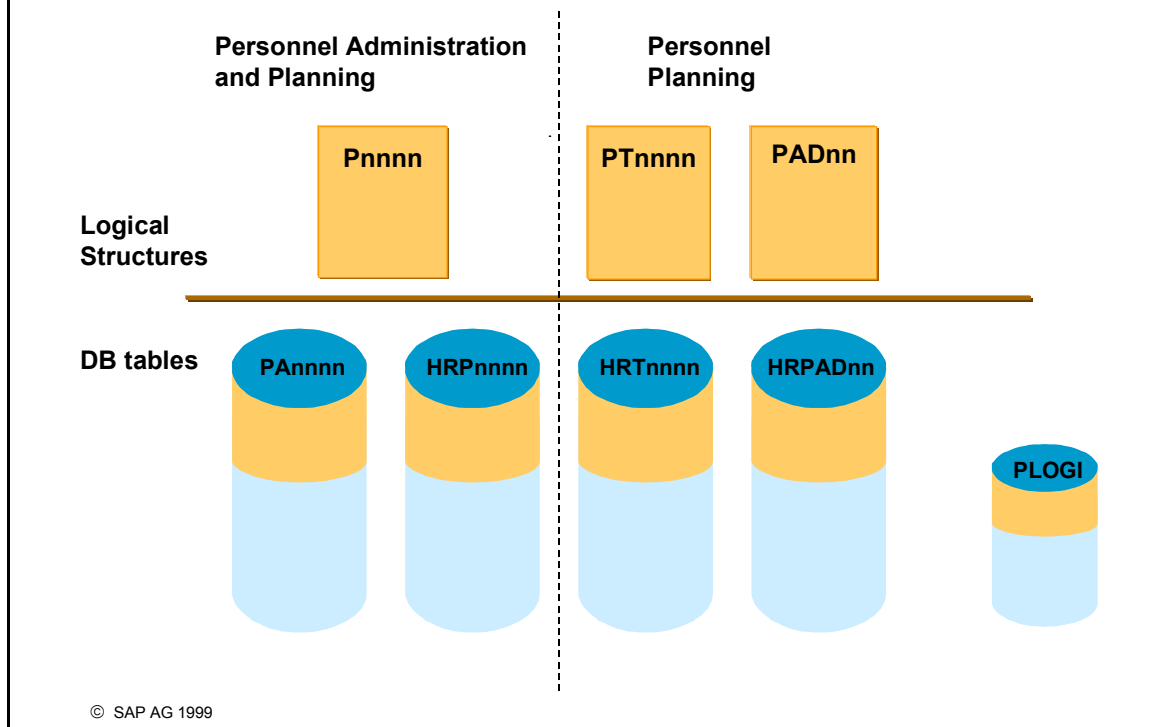 Personnel Administration
and Planning
Personnel
Planning
Pnnnn
PTnnnn
PADnn
Logical
Structures
DB tables
PAnnnn
HRPnnnn
HRTnnnn
HRPADnn
PLOGI
© SAP AG 1999